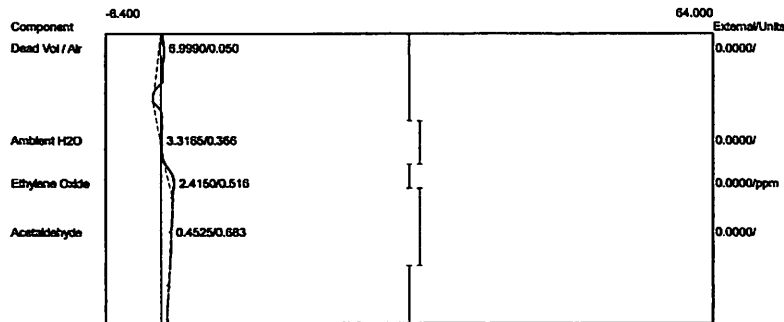 -6.400 64.000
Component External/Units
Dead Vol / Air 6.9990/0.050 0.0000/
Ambient H2O 3.3165/0.366 0.0000/
Ethylene Oxide 2.4150/0.516 0.0000/ppm
Acetaldehyde 0.4525/0.683 0.0000/